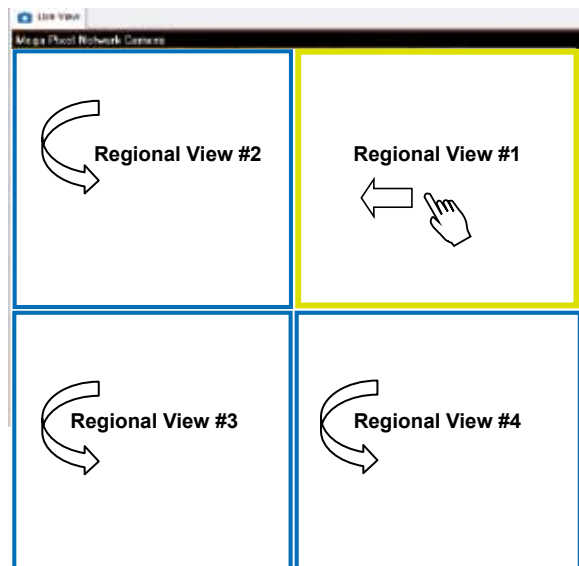 Live View
Mega Pixel Network Camera
Regional View #2
Regional View #1
Regional View #3
Regional View #4